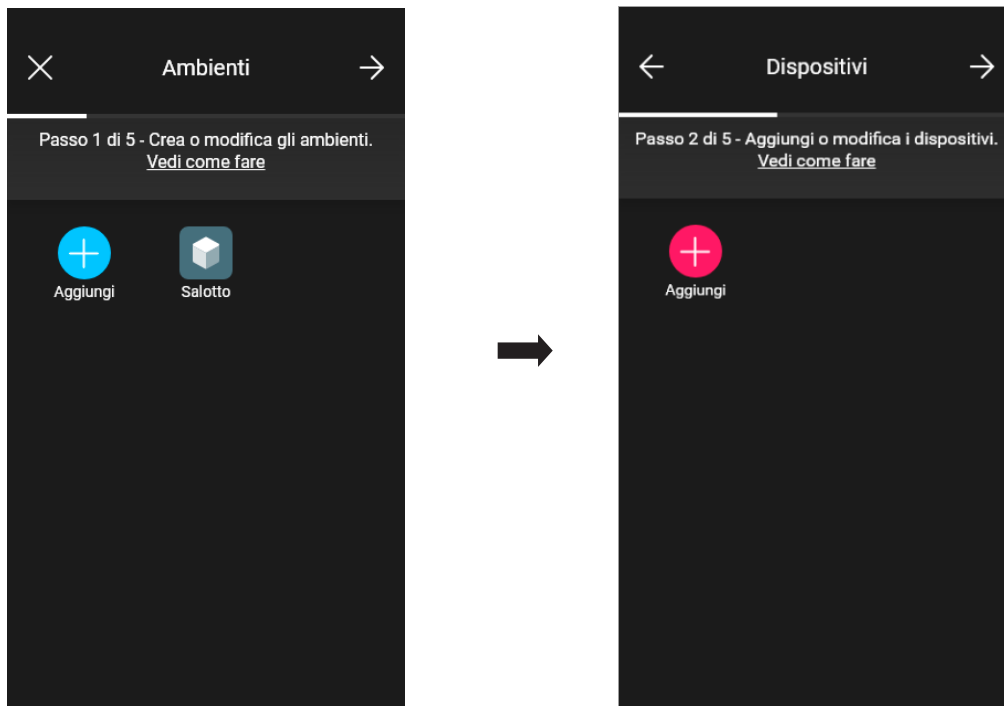 Ambienti
Passo 1 di 5 - Crea o modifica gli ambienti.
Vedi come fare
Aggiungi
Salotto
Dispositivi
Passo 2 di 5 - Aggiungi o modifica i dispositivi.
Vedi come fare
Aggiungi